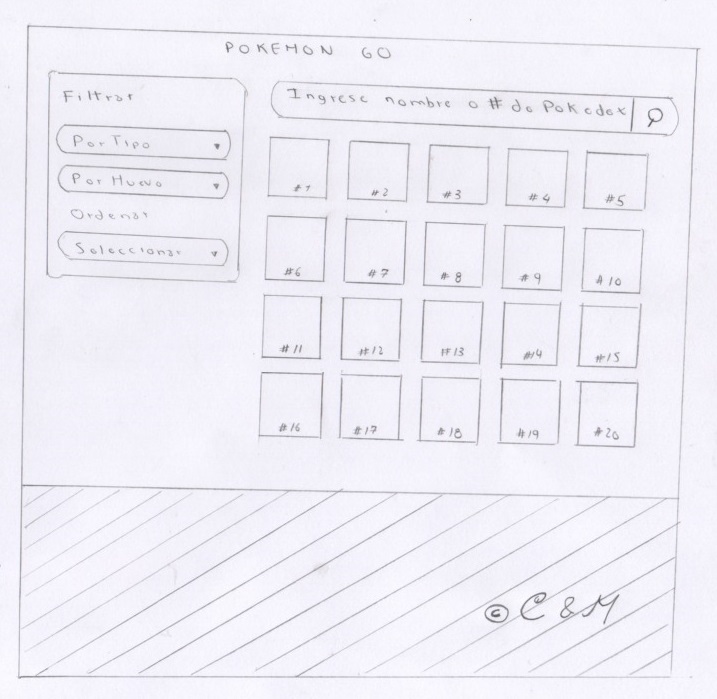 POKEMON GO
Filtrar
Por Tipo
Por Huevo
Ordenar
Seleccionar
Ingrese nombre o # de Pokedex
#1 #2 #3 #4 #5
#6 #7 #8 #9 #10
#11 #12 #13 #14 #15
#16 #17 #18 #19 #20
© C & M